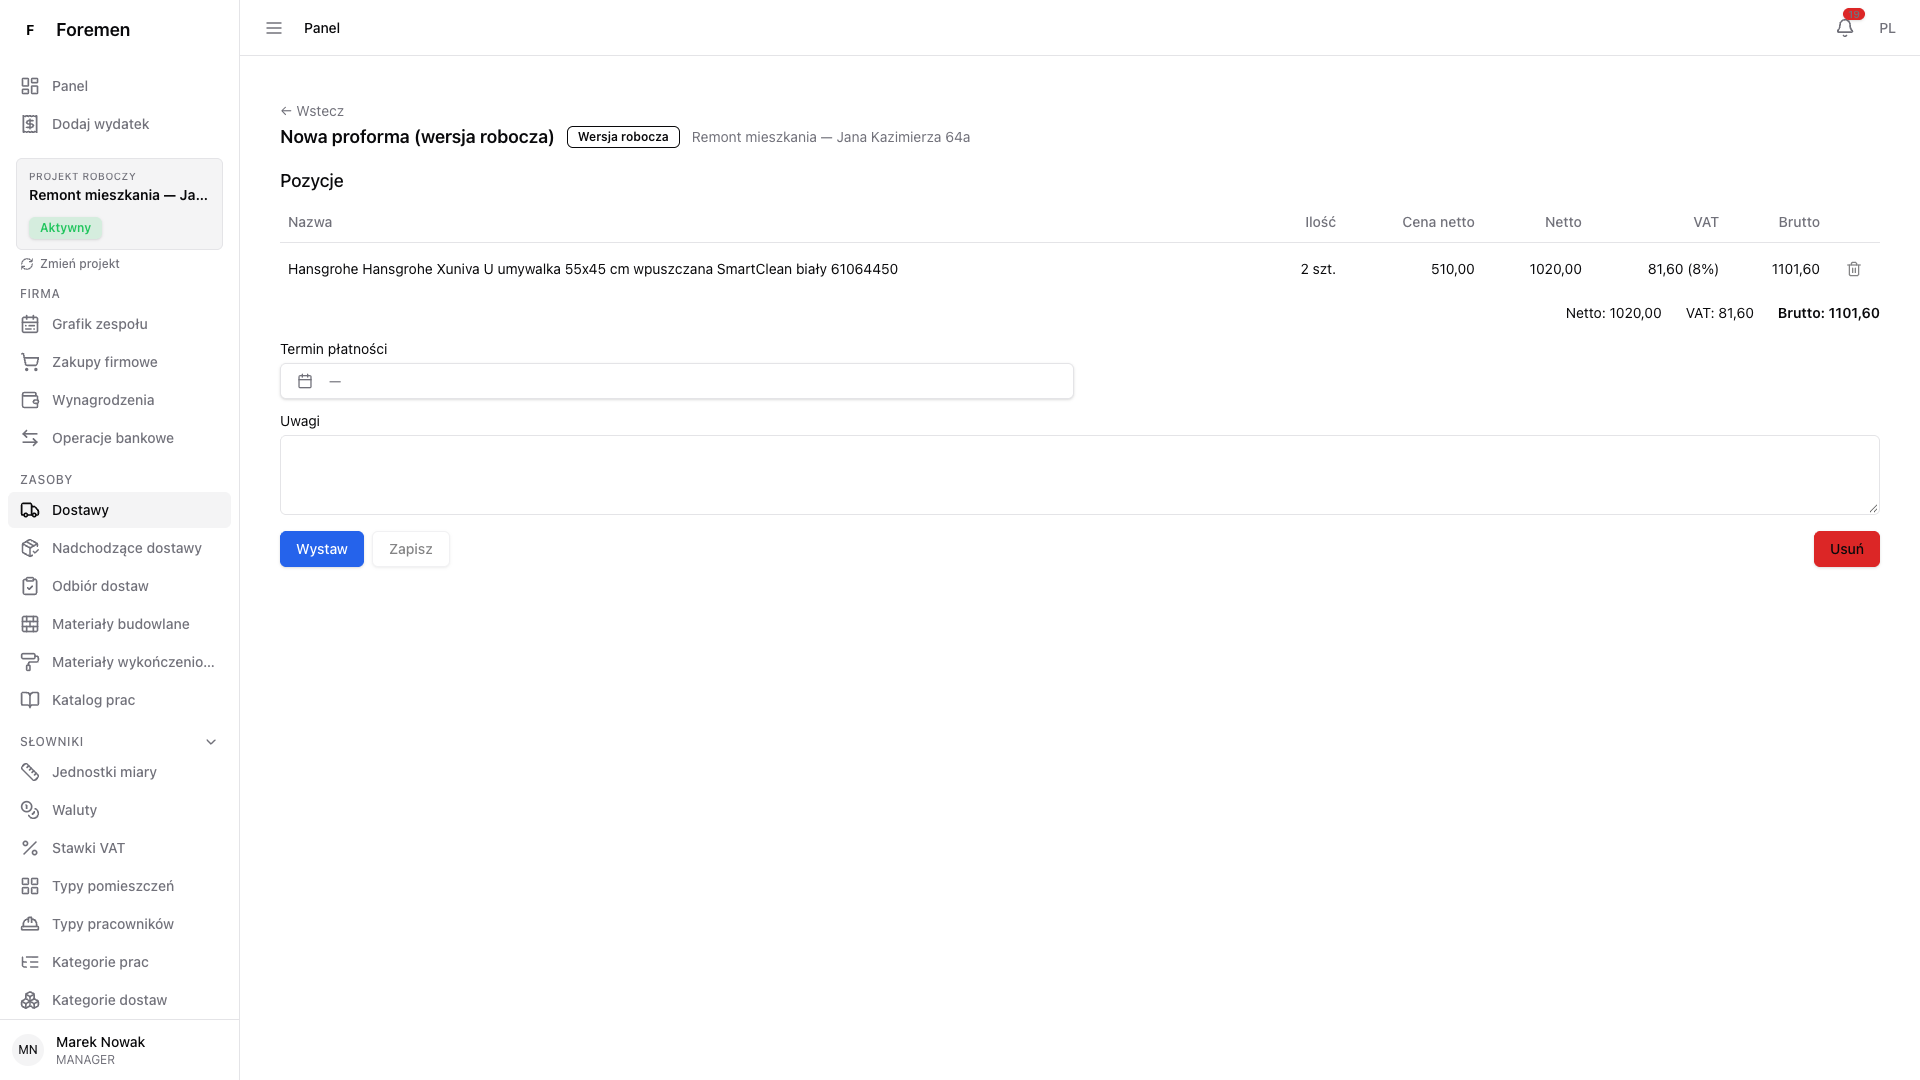 F Foremen
Panel
PL
Panel
Dodaj wydatek
PROJEKT ROBOCZY
Remont mieszkania — Ja...
Aktywny
Zmień projekt
FIRMA
Grafik zespołu
Zakupy firmowe
Wynagrodzenia
Operacje bankowe
ZASOBY
Dostawy
Nadchodzące dostawy
Odbiór dostaw
Materiały budowlane
Materiały wykończenio...
Katalog prac
SŁOWNIKI
Jednostki miary
Waluty
Stawki VAT
Typy pomieszczeń
Typy pracowników
Kategorie prac
Kategorie dostaw
MN Marek Nowak
MANAGER
← Wstecz
Nowa proforma (wersja robocza) Wersja robocza Remont mieszkania — Jana Kazimierza 64a
Pozycje
Nazwa Ilość Cena netto Netto VAT Brutto
Hansgrohe Hansgrohe Xuniva U umywalka 55x45 cm wpuszczana SmartClean biały 61064450 2 szt. 510,00 1020,00 81,60 (8%) 1101,60
Netto: 1020,00 VAT: 81,60 Brutto: 1101,60
Termin płatności
—
Uwagi
Wystaw Zapisz Usuń